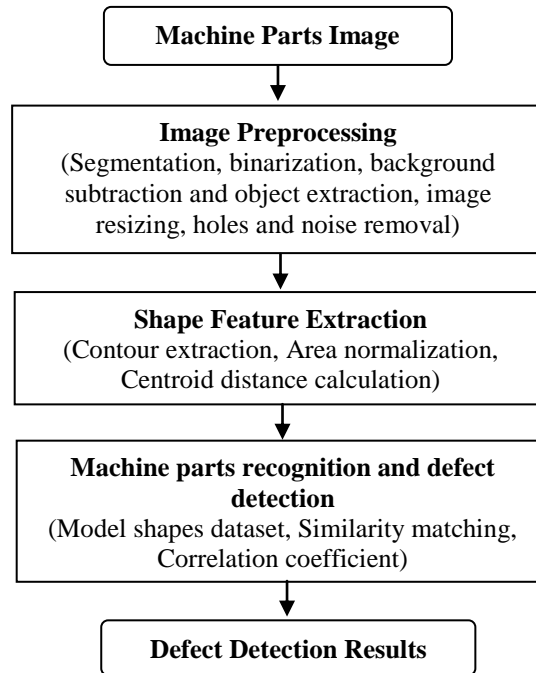 Machine Parts Image
Image Preprocessing
(Segmentation, binarization, background
subtraction and object extraction, image
resizing, holes and noise removal)
Shape Feature Extraction
(Contour extraction, Area normalization,
Centroid distance calculation)
Machine parts recognition and defect
detection
(Model shapes dataset, Similarity matching,
Correlation coefficient)
Defect Detection Results